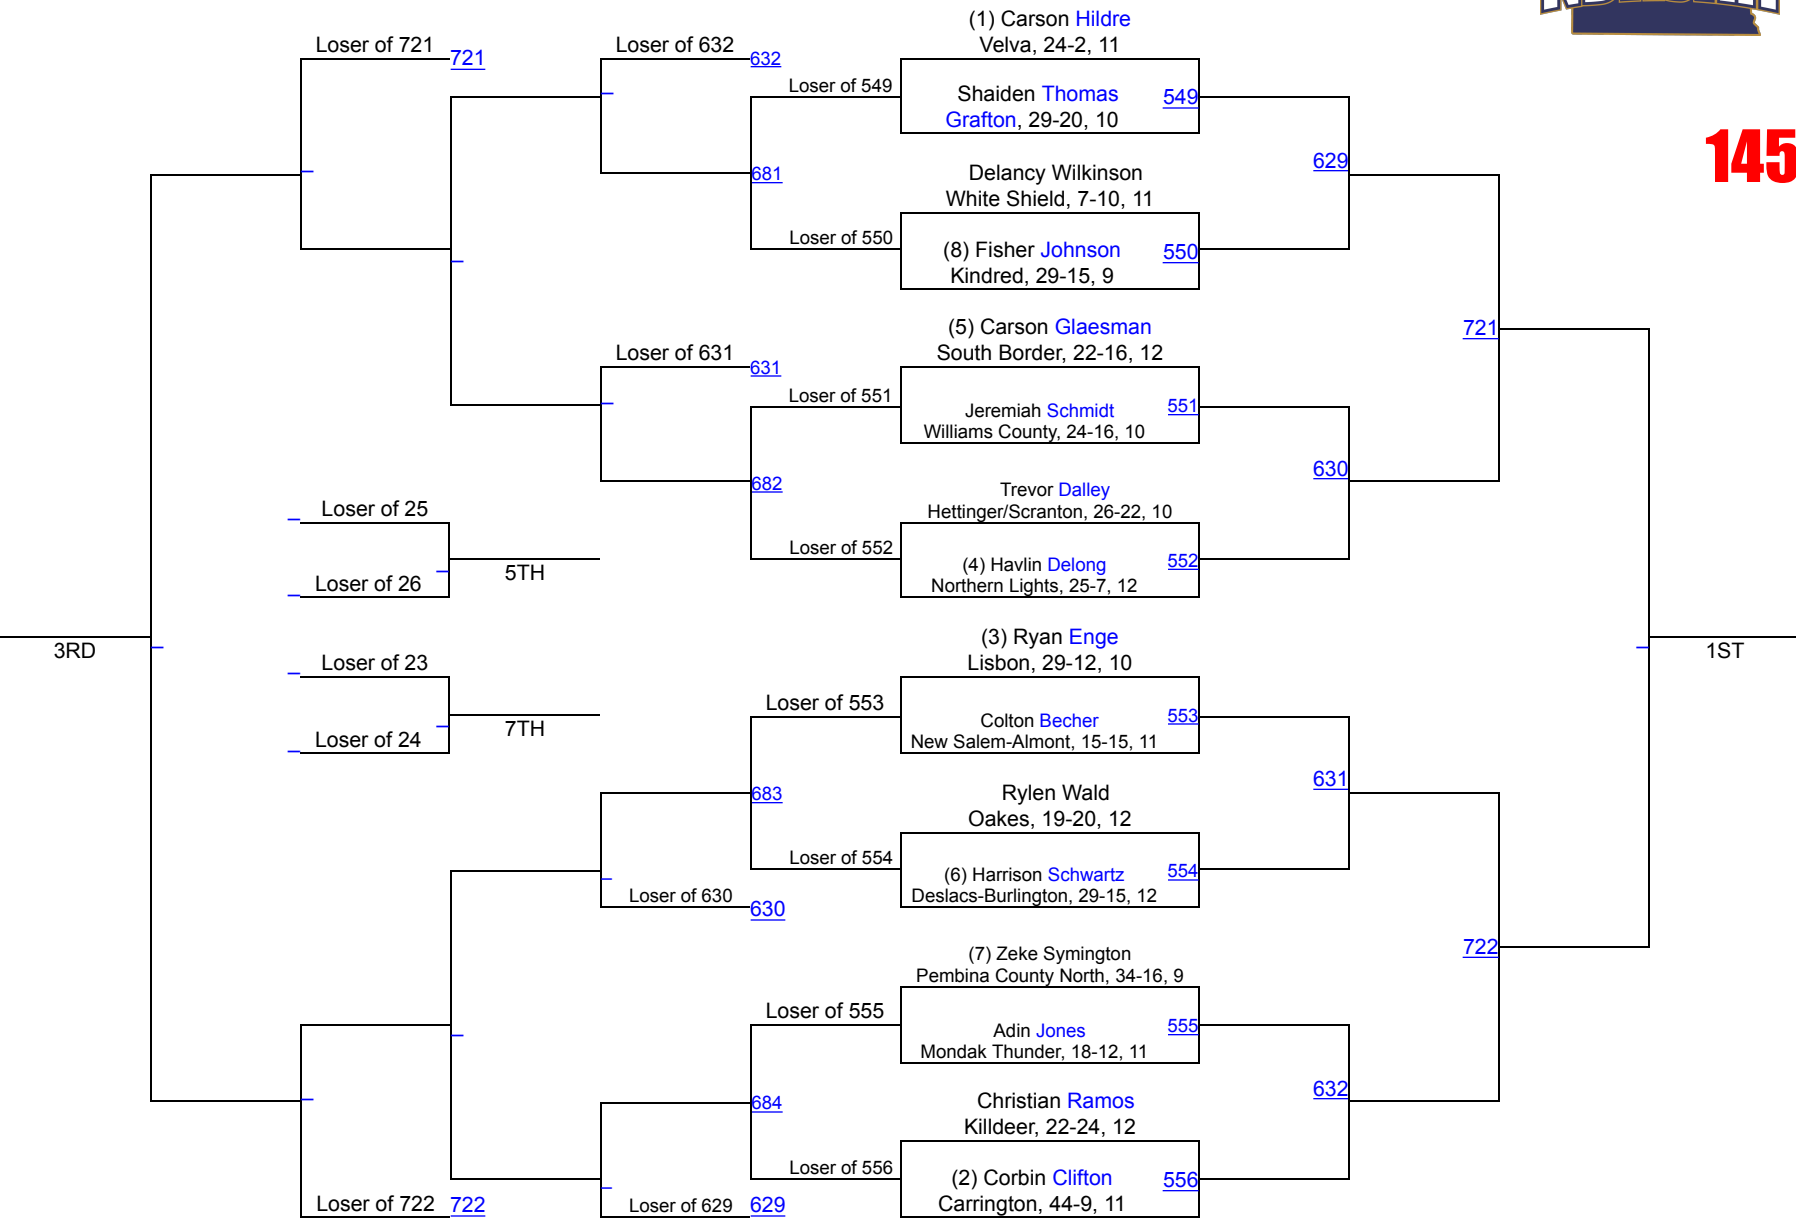 (1) Carson Hildre
Velva, 24-2, 11
Loser of 721
721
Loser of 632
632
Loser of 549
Shaiden Thomas
Grafton, 29-20, 10
549
145
629
681
Delancy Wilkinson
White Shield, 7-10, 11
Loser of 550
(8) Fisher Johnson
Kindred, 29-15, 9
550
(5) Carson Glaesman
South Border, 22-16, 12
721
Loser of 631
631
Loser of 551
Jeremiah Schmidt
Williams County, 24-16, 10
551
630
682
Trevor Dalley
Hettinger/Scranton, 26-22, 10
Loser of 25
Loser of 552
(4) Havlin Delong
Northern Lights, 25-7, 12
552
5TH
Loser of 26
(3) Ryan Enge
Lisbon, 29-12, 10
3RD
1ST
Loser of 23
Loser of 553
Colton Becher
New Salem-Almont, 15-15, 11
553
7TH
Loser of 24
631
683
Rylen Wald
Oakes, 19-20, 12
Loser of 554
(6) Harrison Schwartz
Deslacs-Burlington, 29-15, 12
554
Loser of 630
630
(7) Zeke Symington
Pembina County North, 34-16, 9
722
Loser of 555
Adin Jones
Mondak Thunder, 18-12, 11
555
632
684
Christian Ramos
Killdeer, 22-24, 12
Loser of 556
(2) Corbin Clifton
Carrington, 44-9, 11
556
Loser of 722
722
Loser of 629
629